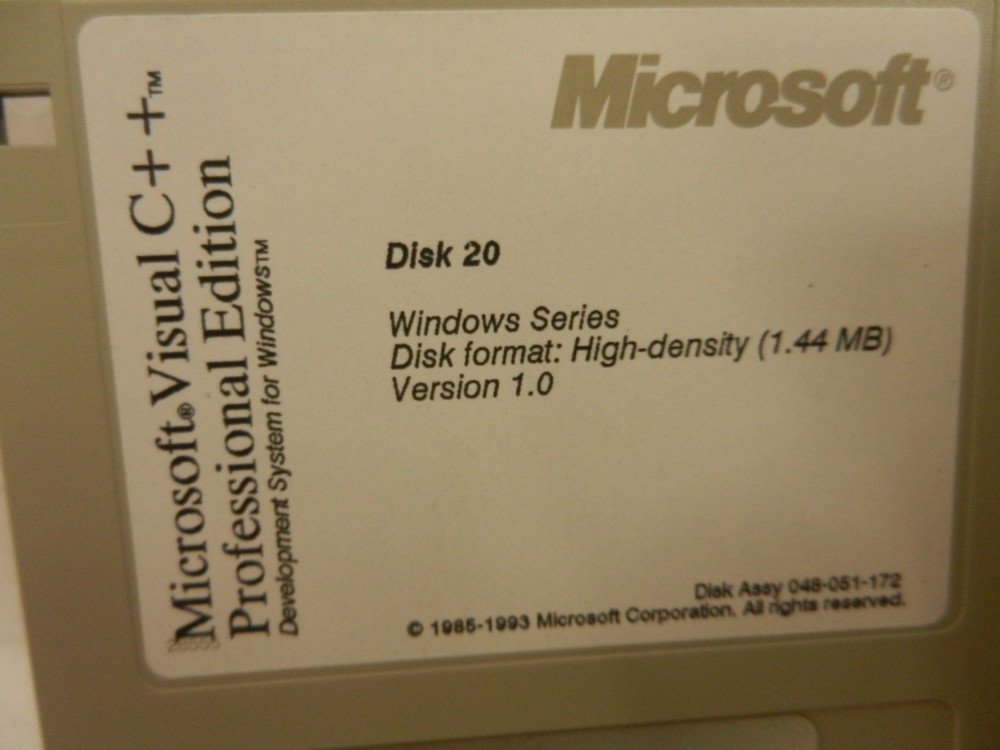 Microsoft®
Microsoft® Visual C++™
Professional Edition
Development System for Windows™
Disk 20
Windows Series
Disk format: High-density (1.44 MB)
Version 1.0
Disk Assy 048-051-172
© 1985-1993 Microsoft Corporation. All rights reserved.